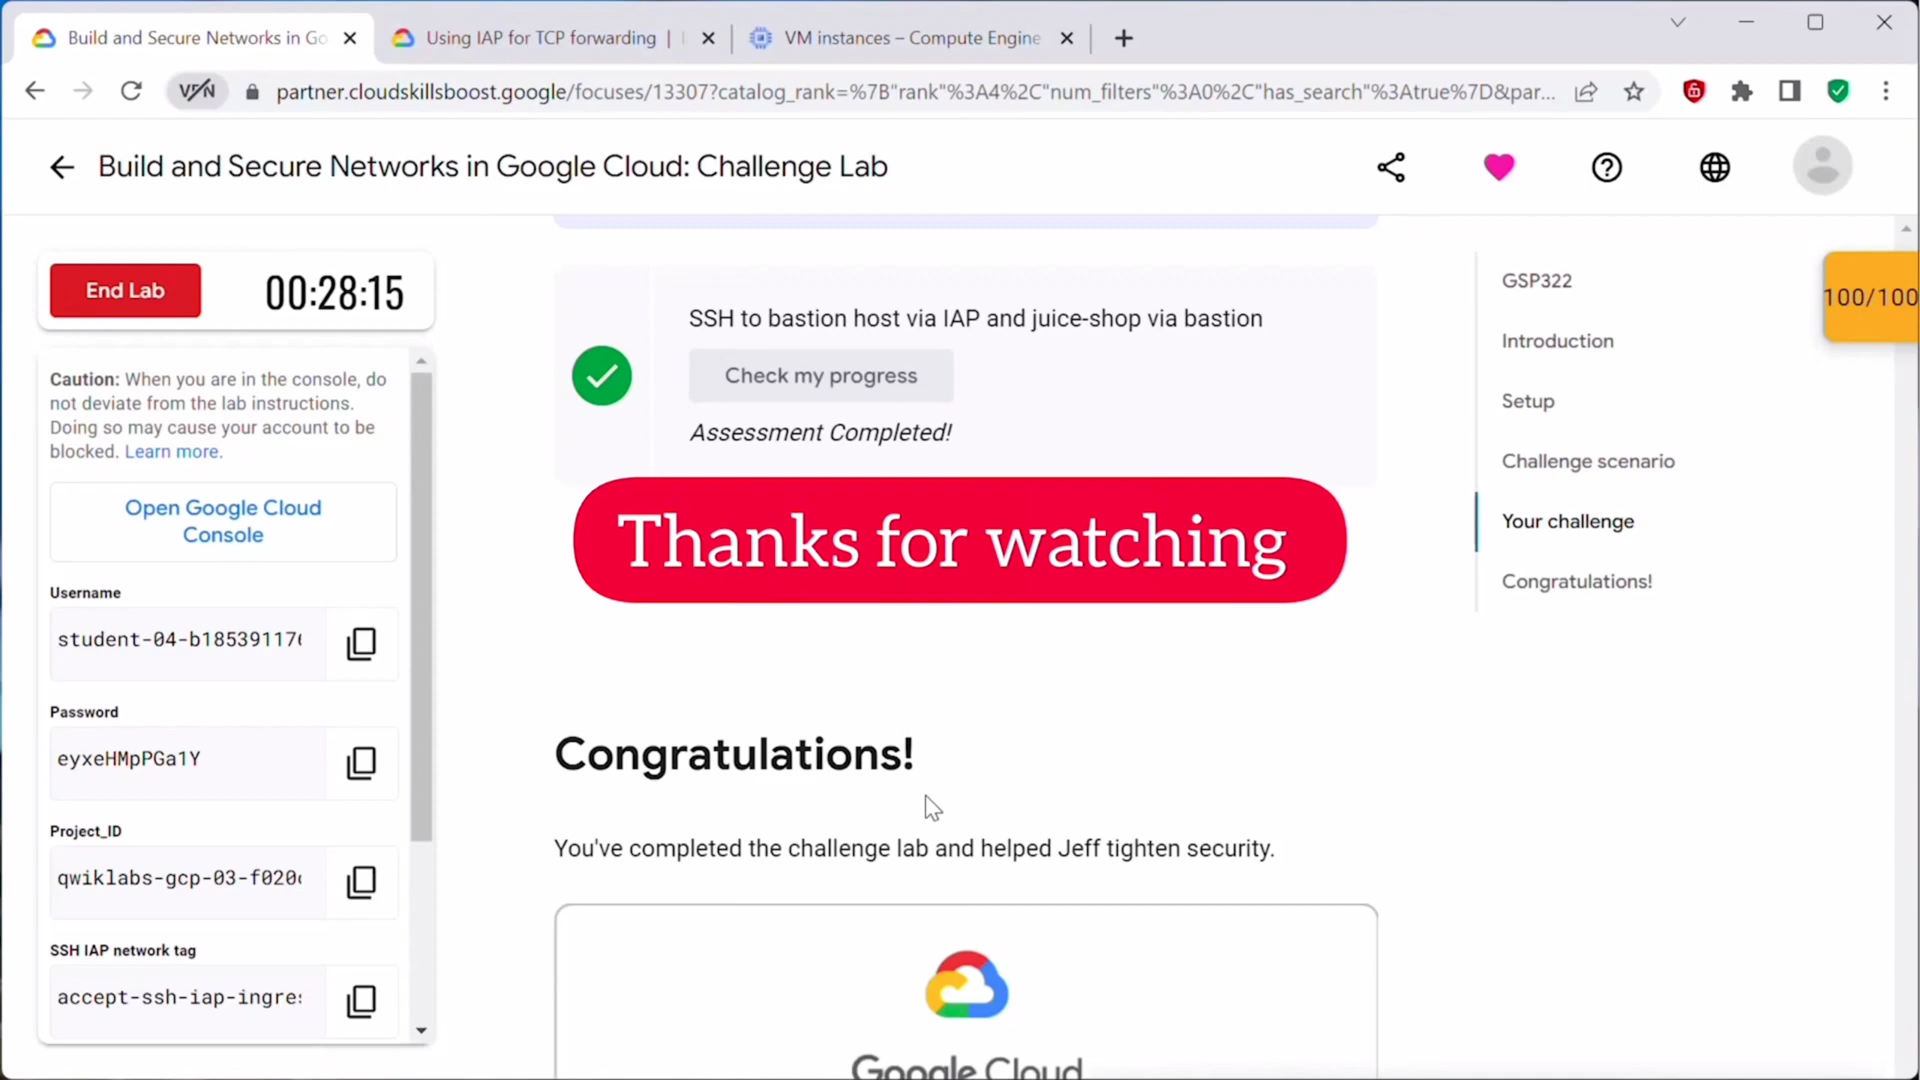 Build and Secure Networks in Go
Using IAP for TCP forwarding |
VM instances – Compute Engine
VPN
partner.cloudskillsboost.google/focuses/13307?catalog_rank=%7B"rank"%3A4%2C"num_filters"%3A0%2C"has_search"%3Atrue%7D&par...
Build and Secure Networks in Google Cloud: Challenge Lab
End Lab
00:28:15
Caution: When you are in the console, do
not deviate from the lab instructions.
Doing so may cause your account to be
blocked. Learn more.
Open Google Cloud
Console
Username
student-04-b18539117
Password
eyxeHMpPGa1Y
Project_ID
qwiklabs-gcp-03-f020
SSH IAP network tag
accept-ssh-iap-ingres
SSH to bastion host via IAP and juice-shop via bastion
Check my progress
Assessment Completed!
Thanks for watching
Congratulations!
You've completed the challenge lab and helped Jeff tighten security.
Google Cloud
GSP322
Introduction
Setup
Challenge scenario
Your challenge
Congratulations!
100/100